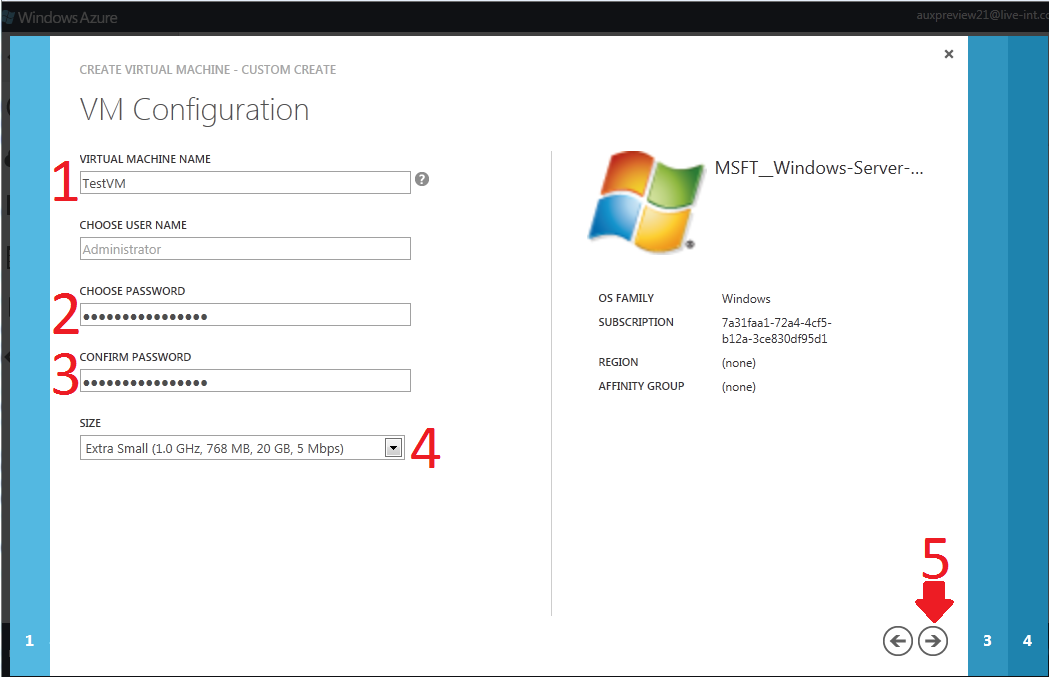 Windows Azure
auxpreview21@live-int.co
CREATE VIRTUAL MACHINE - CUSTOM CREATE
VM Configuration
VIRTUAL MACHINE NAME
1
TestVM
?
CHOOSE USER NAME
Administrator
CHOOSE PASSWORD
2
••••••••••••••••
CONFIRM PASSWORD
3
••••••••••••••••
SIZE
Extra Small (1.0 GHz, 768 MB, 20 GB, 5 Mbps)
4
MSFT__Windows-Server-...
®
OS FAMILY Windows
SUBSCRIPTION 7a31faa1-72a4-4cf5-
b12a-3ce830df95d1
REGION (none)
AFFINITY GROUP (none)
5
1
3
4